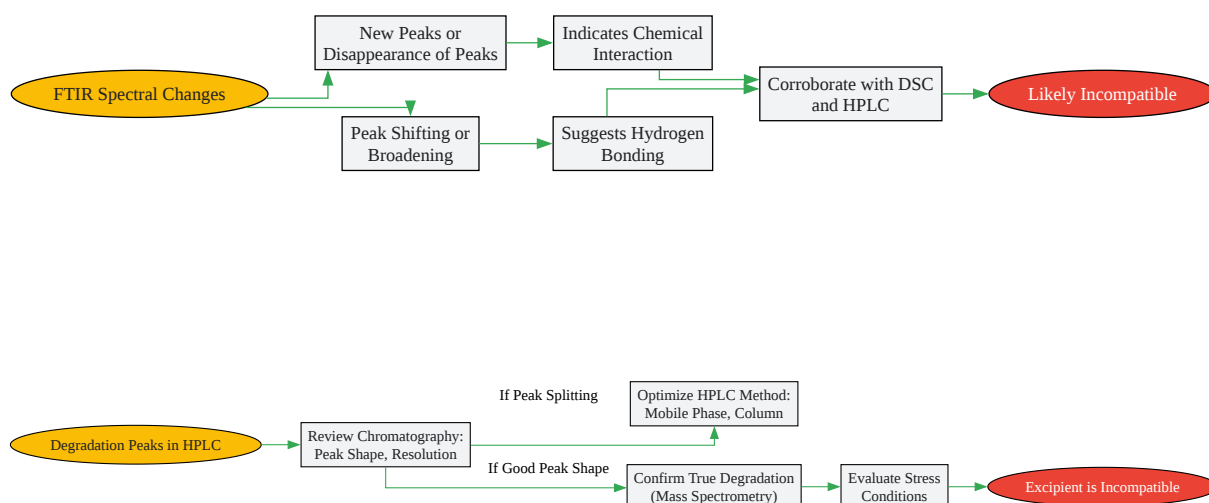 New Peaks or
Disappearance of Peaks
Indicates Chemical
Interaction
FTIR Spectral Changes
Corroborate with DSC
and HPLC
Likely Incompatible
Peak Shifting or
Broadening
Suggests Hydrogen
Bonding
If Peak Splitting
Optimize HPLC Method:
Mobile Phase, Column
Degradation Peaks in HPLC
Review Chromatography:
Peak Shape, Resolution
If Good Peak Shape
Confirm True Degradation
(Mass Spectrometry)
Evaluate Stress
Conditions
Excipient is Incompatible